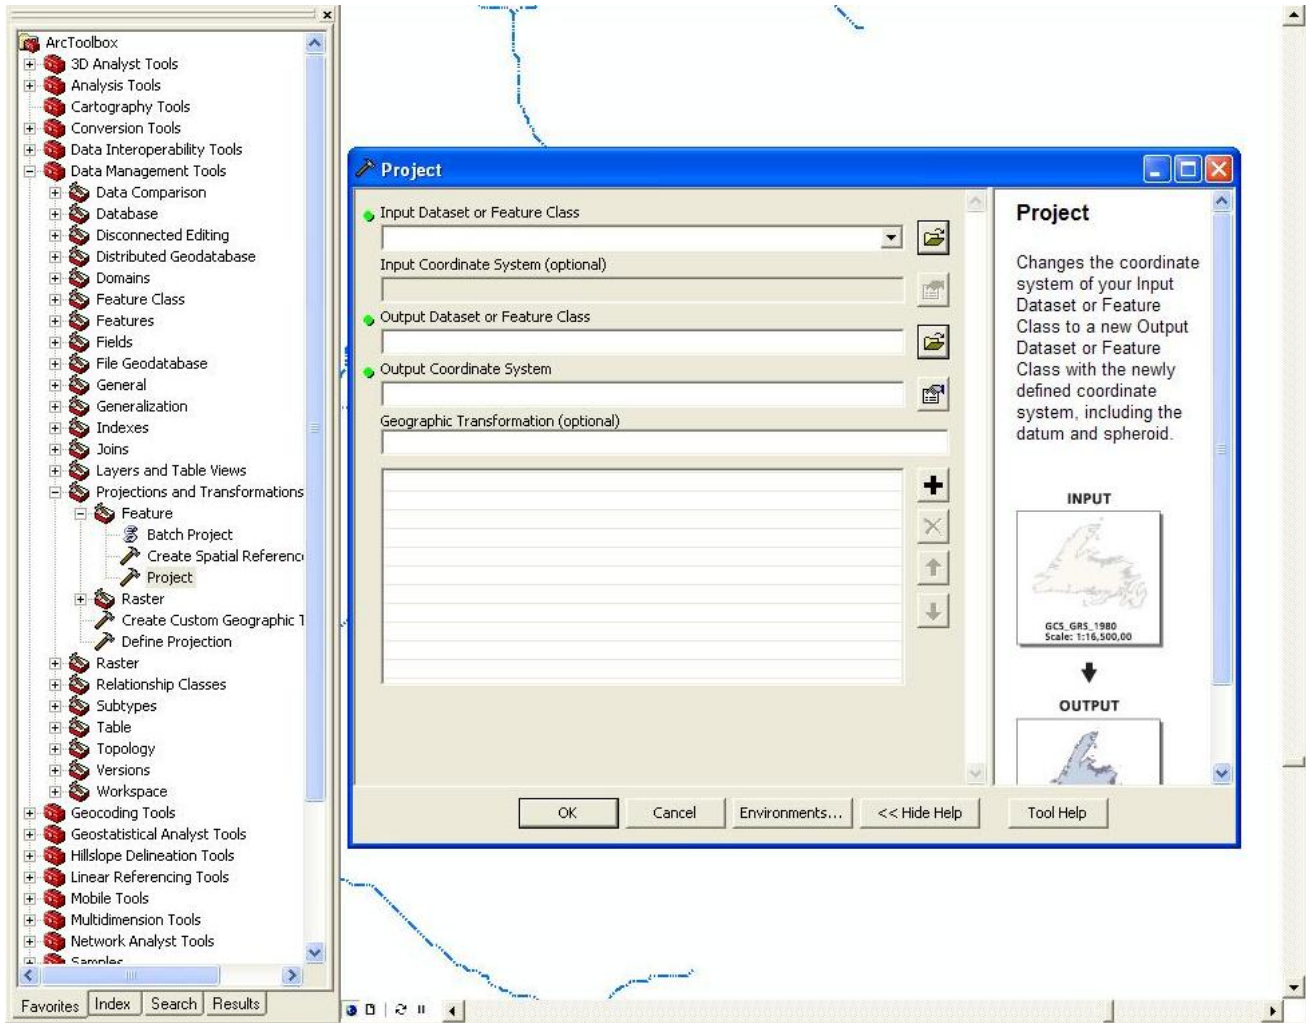 ArcToolbox
3D Analyst Tools
Analysis Tools
Cartography Tools
Conversion Tools
Data Interoperability Tools
Data Management Tools
Data Comparison
Database
Disconnected Editing
Distributed Geodatabase
Domains
Feature Class
Features
Fields
File Geodatabase
General
Generalization
Indexes
Joins
Layers and Table Views
Projections and Transformations
Feature
Batch Project
Create Spatial Referenc
Project
Raster
Create Custom Geographic T
Define Projection
Raster
Relationship Classes
Subtypes
Table
Topology
Versions
Workspace
Geocoding Tools
Geostatistical Analyst Tools
Hillslope Delineation Tools
Linear Referencing Tools
Mobile Tools
Multidimension Tools
Network Analyst Tools
Samples
Favorites Index Search Results
Project
Input Dataset or Feature Class
Input Coordinate System (optional)
Output Dataset or Feature Class
Output Coordinate System
Geographic Transformation (optional)
Project
Changes the coordinate
system of your Input
Dataset or Feature
Class to a new Output
Dataset or Feature
Class with the newly
defined coordinate
system, including the
datum and spheroid.
INPUT
GCS_GRS_1980
Scale: 1:16,500,00
OUTPUT
OK Cancel Environments... << Hide Help Tool Help